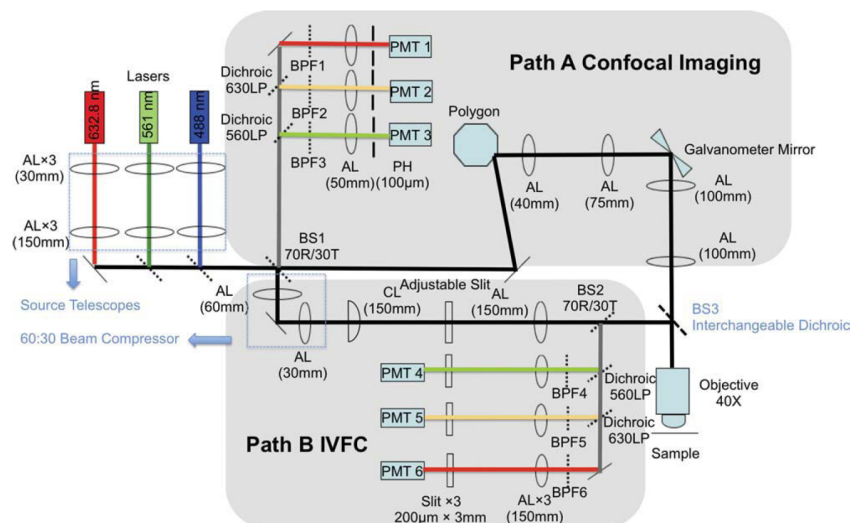 Path A Confocal Imaging
PMT 1
PMT 2
PMT 3
BPF1
BPF2
BPF3
Dichroic
630LP
Dichroic
560LP
AL
(50mm)
PH
(100µm)
Lasers
632.8 nm
561 nm
488 nm
AL×3
(30mm)
AL×3
(150mm)
Source Telescopes
Polygon
AL
(40mm)
AL
(75mm)
Galvanometer Mirror
AL
(100mm)
AL
(100mm)
BS1
70R/30T
AL
(60mm)
60:30 Beam Compressor
AL
(30mm)
CL
(150mm)
Adjustable Slit
AL
(150mm)
BS2
70R/30T
BS3
Interchangeable Dichroic
PMT 4
PMT 5
PMT 6
BPF4
BPF5
BPF6
Dichroic
560LP
Dichroic
630LP
Objective
40X
Sample
Path B IVFC
Slit ×3
200µm × 3mm
AL×3
(150mm)